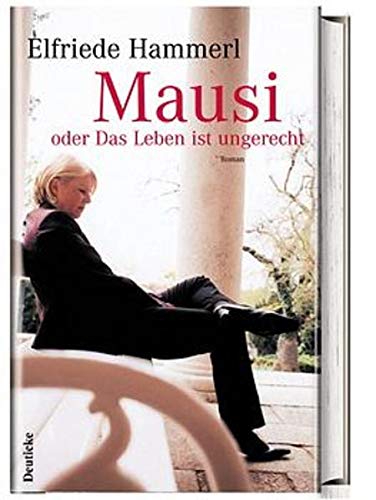 Elfriede Hammerl
Mausi
oder Das Leben ist ungerecht
Roman
Deuticke